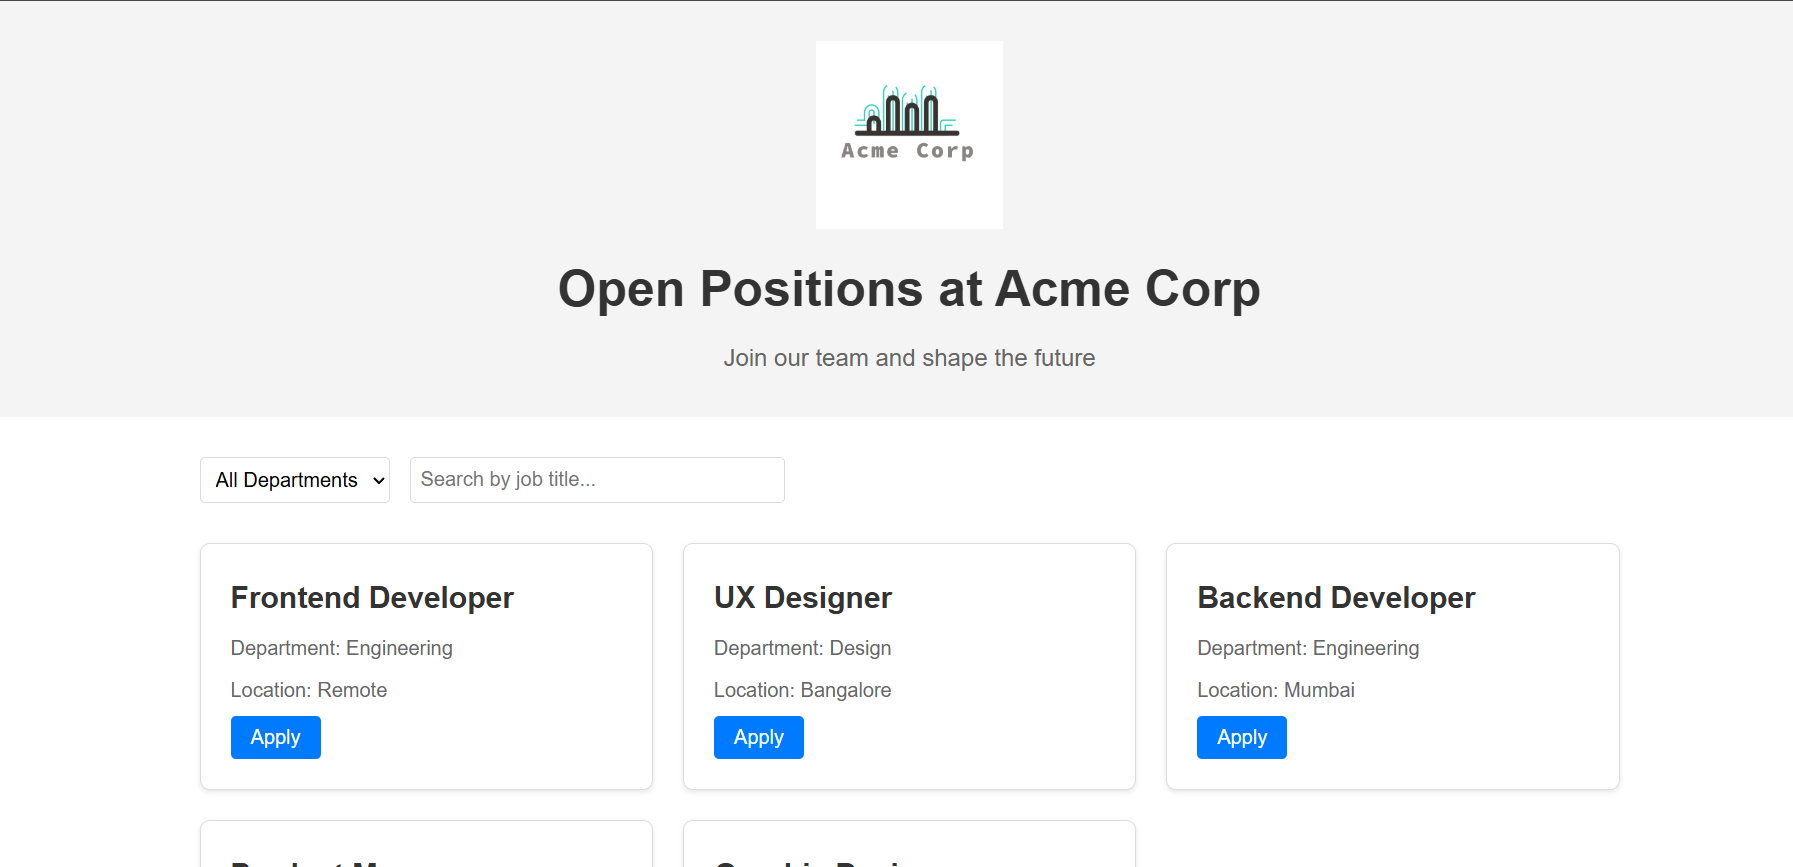 Acme Corp
Open Positions at Acme Corp
Join our team and shape the future
All Departments
Search by job title...
Frontend Developer
Department: Engineering
Location: Remote
Apply
UX Designer
Department: Design
Location: Bangalore
Apply
Backend Developer
Department: Engineering
Location: Mumbai
Apply